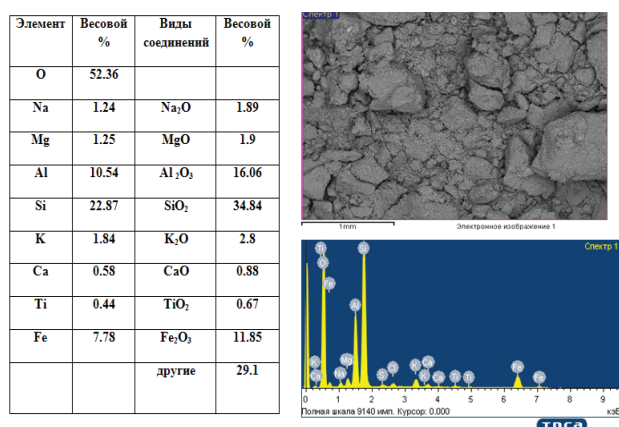 Элемент Весовой % Виды соединений Весовой %
O 52.36
Na 1.24 Na₂O 1.89
Mg 1.25 MgO 1.9
Al 10.54 Al₂O₃ 16.06
Si 22.87 SiO₂ 34.84
K 1.84 K₂O 2.8
Ca 0.58 CaO 0.88
Ti 0.44 TiO₂ 0.67
Fe 7.78 Fe₂O₃ 11.85
другие 29.1
Спектр 1
1mm Электронное изображение 1
Спектр 1
Ti Si
O
Fe
Al
K Mg K Ca
Ca Na S Cl K Ca Ti Ti Fe Fe
0 1 2 3 4 5 6 7 8 9
Полная шкала 9140 имп. Курсор: 0.000 кэВ